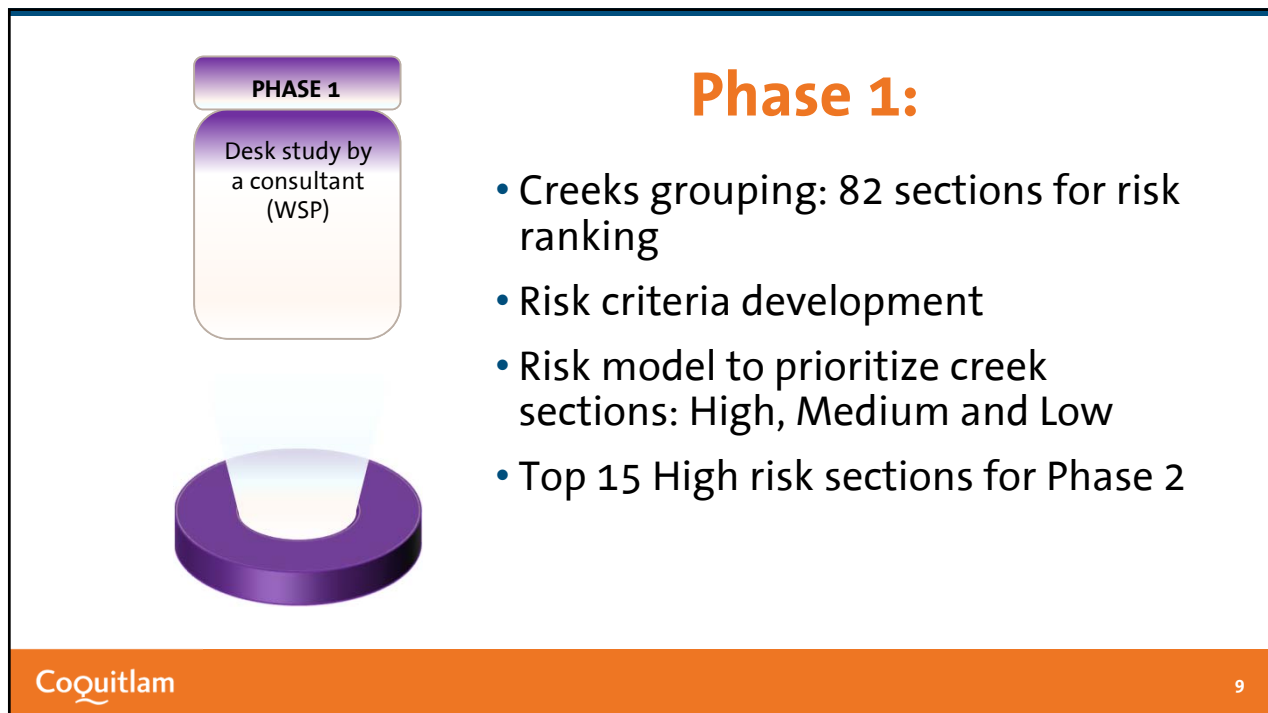 PHASE 1
Desk study by
a consultant
(WSP)
Phase 1:
• Creeks grouping: 82 sections for risk
ranking
• Risk criteria development
• Risk model to prioritize creek
sections: High, Medium and Low
• Top 15 High risk sections for Phase 2
Coquitlam
9